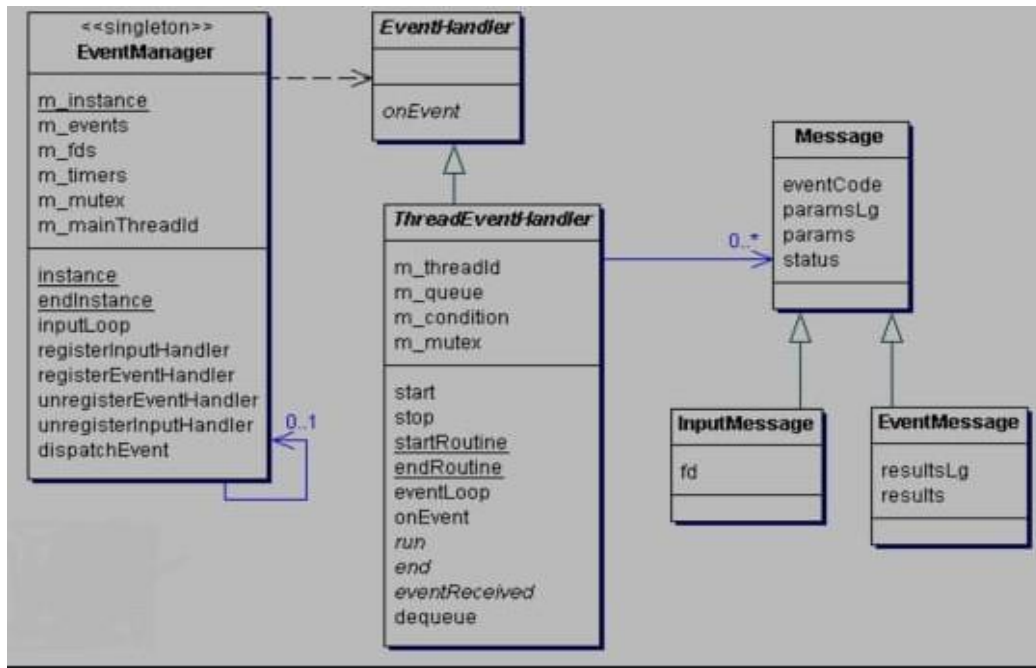 <<singleton>>
EventManager
m_instance
m_events
m_fds
m_timers
m_mutex
m_mainThreadId
instance
endInstance
inputLoop
registerInputHandler
registerEventHandler
unregisterEventHandler
unregisterInputHandler
dispatchEvent
0..1
EventHandler
onEvent
ThreadEventHandler
m_threadId
m_queue
m_condition
m_mutex
start
stop
startRoutine
endRoutine
eventLoop
onEvent
run
end
eventReceived
dequeue
0..*
Message
eventCode
paramsLg
params
status
InputMessage
fd
EventMessage
resultsLg
results